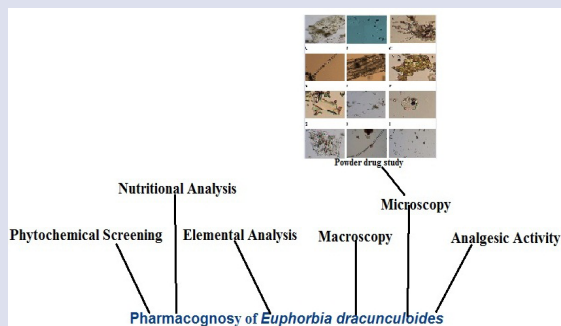 Powder drug study
Nutritional Analysis
Microscopy
Phytochemical Screening
Elemental Analysis
Macroscopy
Analgesic Activity
Pharmacognosy of Euphorbia dracunculoides